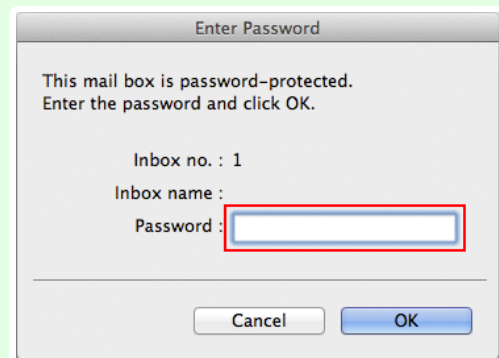 Enter Password
This mail box is password-protected.
Enter the password and click OK.
Inbox no. : 1
Inbox name :
Password :
Cancel OK